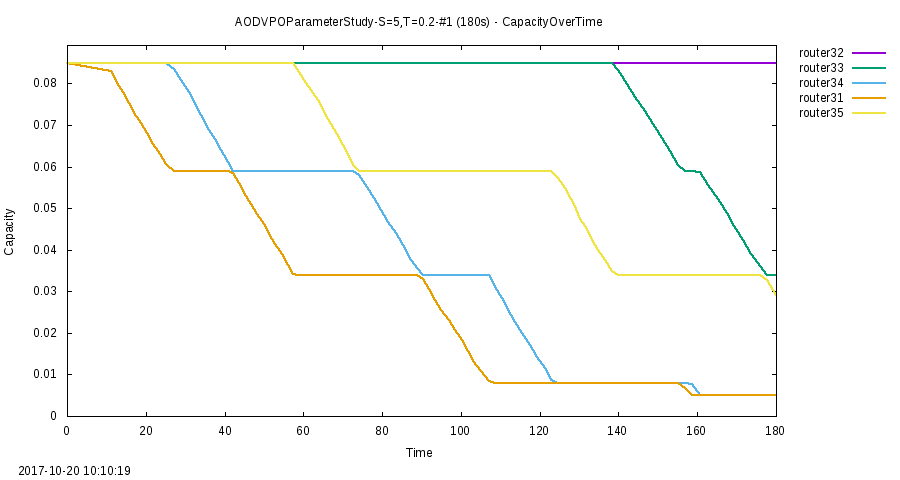 AODVPOParameterStudy-S=5,T=0.2-#1 (180s) - CapacityOverTime
router32
router33
router34
router31
router35
0.08
0.07
0.06
0.05
0.04
0.03
0.02
0.01
0
Capacity
0 20 40 60 80 100 120 140 160 180
Time
2017-10-20 10:10:19